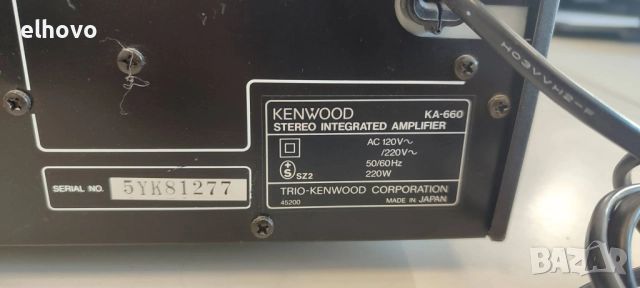 elhovo
H03VVH2-F
KENWOOD KA-660
STEREO INTEGRATED AMPLIFIER
AC 120V~
/220V~
50/60Hz
220W
S SZ2
SERIAL NO. 5YK81277
TRIO-KENWOOD CORPORATION
45200 MADE IN JAPAN
BAZAR
bg